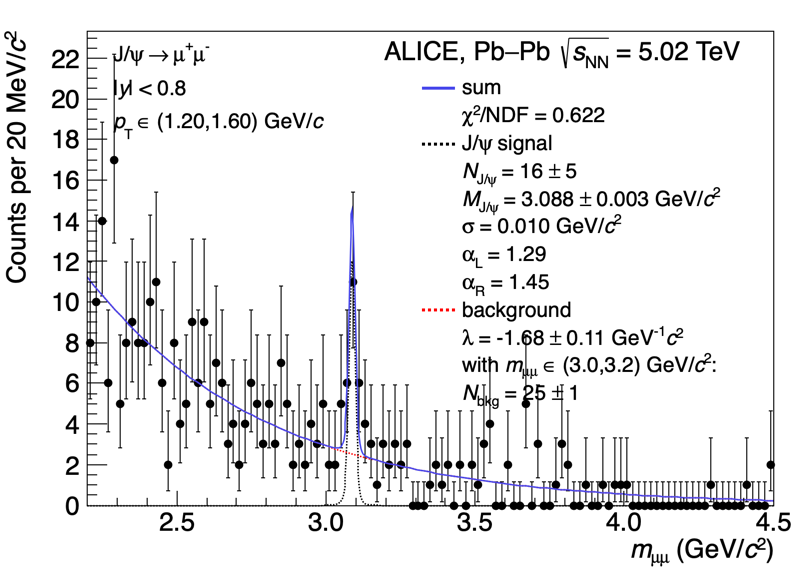 J/ψ → μ⁺μ⁻
|y| < 0.8
p_T ∈ (1.20,1.60) GeV/c
ALICE, Pb–Pb √s_NN = 5.02 TeV
sum
χ²/NDF = 0.622
J/ψ signal
N_J/ψ = 16 ± 5
M_J/ψ = 3.088 ± 0.003 GeV/c²
σ = 0.010 GeV/c²
α_L = 1.29
α_R = 1.45
background
λ = -1.68 ± 0.11 GeV⁻¹c²
with m_μμ ∈ (3.0,3.2) GeV/c²:
N_bkg = 25 ± 1
Counts per 20 MeV/c²
22
20
18
16
14
12
10
8
6
4
2
0
2.5 3.0 3.5 4.0 4.5
m_μμ (GeV/c²)